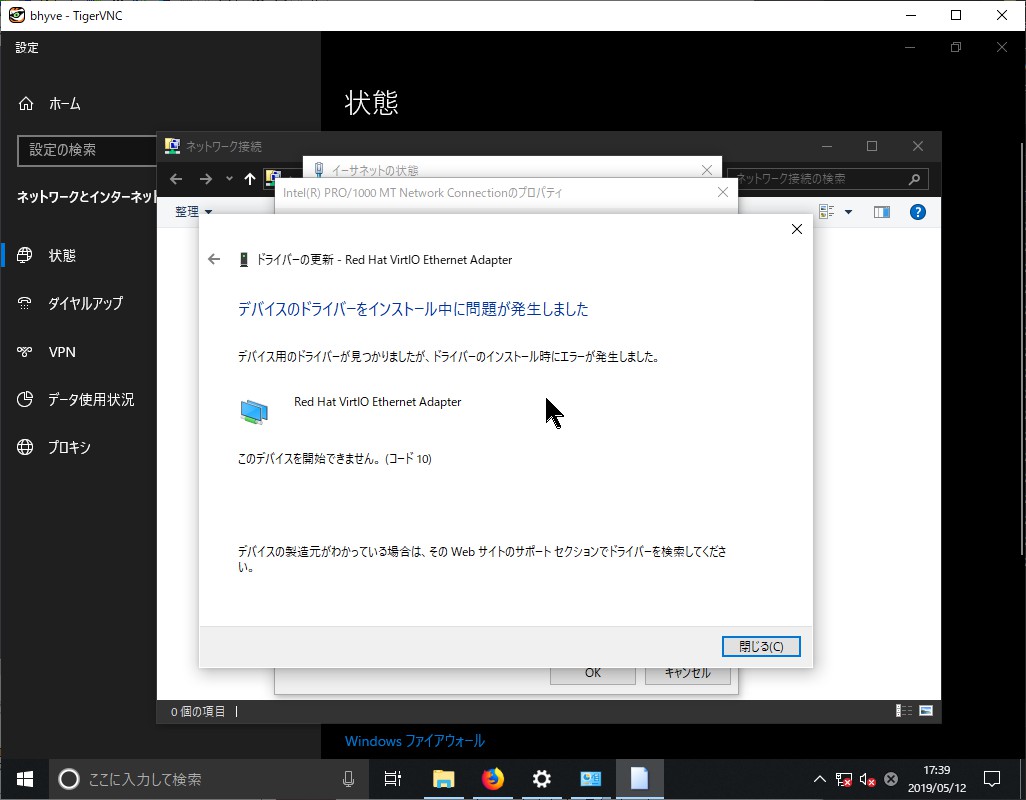 bhyve - TigerVNC
設定
ホーム
状態
設定の検索
ネットワーク接続
イーサネットの状態
ネットワーク接続の検索
Intel(R) PRO/1000 MT Network Connectionのプロパティ
ネットワークとインターネット
整理
ドライバーの更新 - Red Hat VirtIO Ethernet Adapter
状態
デバイスのドライバーをインストール中に問題が発生しました
ダイヤルアップ
VPN
デバイス用のドライバーが見つかりましたが、ドライバーのインストール時にエラーが発生しました。
データ使用状況
Red Hat VirtIO Ethernet Adapter
プロキシ
このデバイスを開始できません。 (コード 10)
デバイスの製造元がわかっている場合は、その Web サイトのサポート セクションでドライバーを検索してくださ
い。
閉じる(C)
OK
キャンセル
0 個の項目
Windows ファイアウォール
ここに入力して検索
17:39
2019/05/12